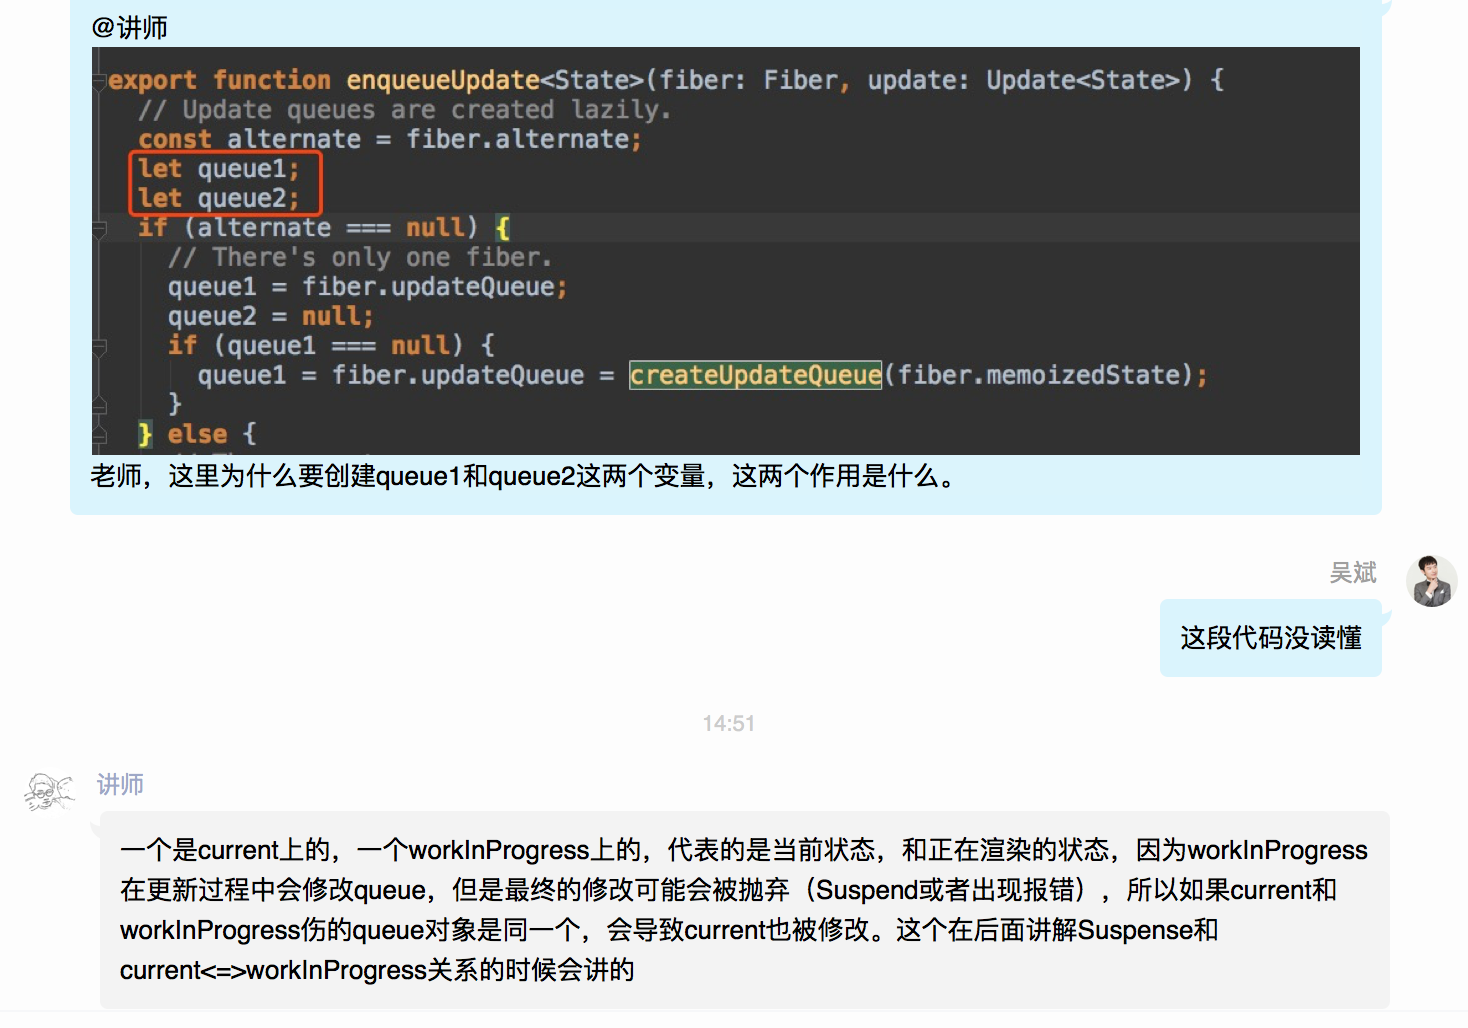 @讲师
export function enqueueUpdate<State>(fiber: Fiber, update: Update<State>) {
// Update queues are created lazily.
const alternate = fiber.alternate;
let queue1;
let queue2;
if (alternate === null) {
// There's only one fiber.
queue1 = fiber.updateQueue;
queue2 = null;
if (queue1 === null) {
queue1 = fiber.updateQueue = createUpdateQueue(fiber.memoizedState);
}
} else {
老师，这里为什么要创建queue1和queue2这两个变量，这两个作用是什么。
吴斌
这段代码没读懂
14:51
讲师
一个是current上的，一个workInProgress上的，代表的是当前状态，和正在渲染的状态，因为workInProgress
在更新过程中会修改queue，但是最终的修改可能会被抛弃（Suspend或者出现报错），所以如果current和
workInProgress伤的queue对象是同一个，会导致current也被修改。这个在后面讲解Suspense和
current<=>workInProgress关系的时候会讲的